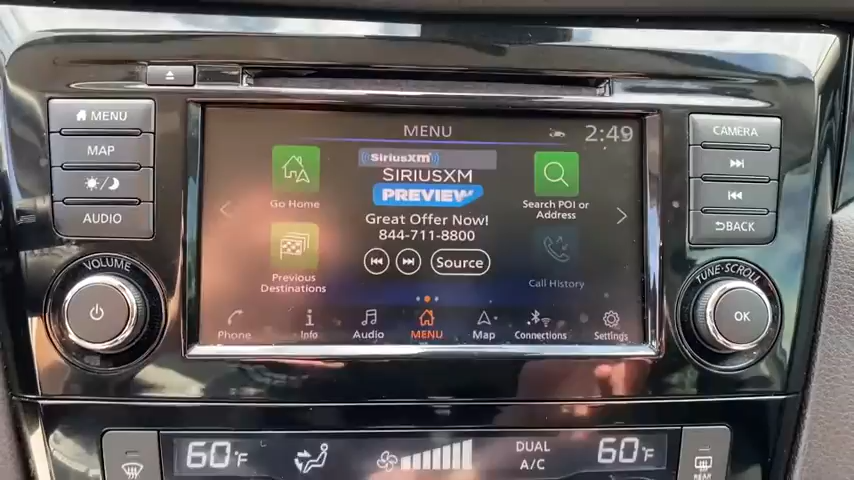 MENU
MAP
AUDIO
VOLUME
MENU
2:49
SiriusXM
SIRIUSXM
PREVIEW
Great Offer Now!
844-711-8800
Source
Go Home
Previous
Destinations
Search POI or
Address
Call History
Phone
Info
Audio
MENU
Map
Connections
Settings
CAMERA
BACK
TUNE·SCROLL
OK
60°F
DUAL
A/C
60°F
REAR